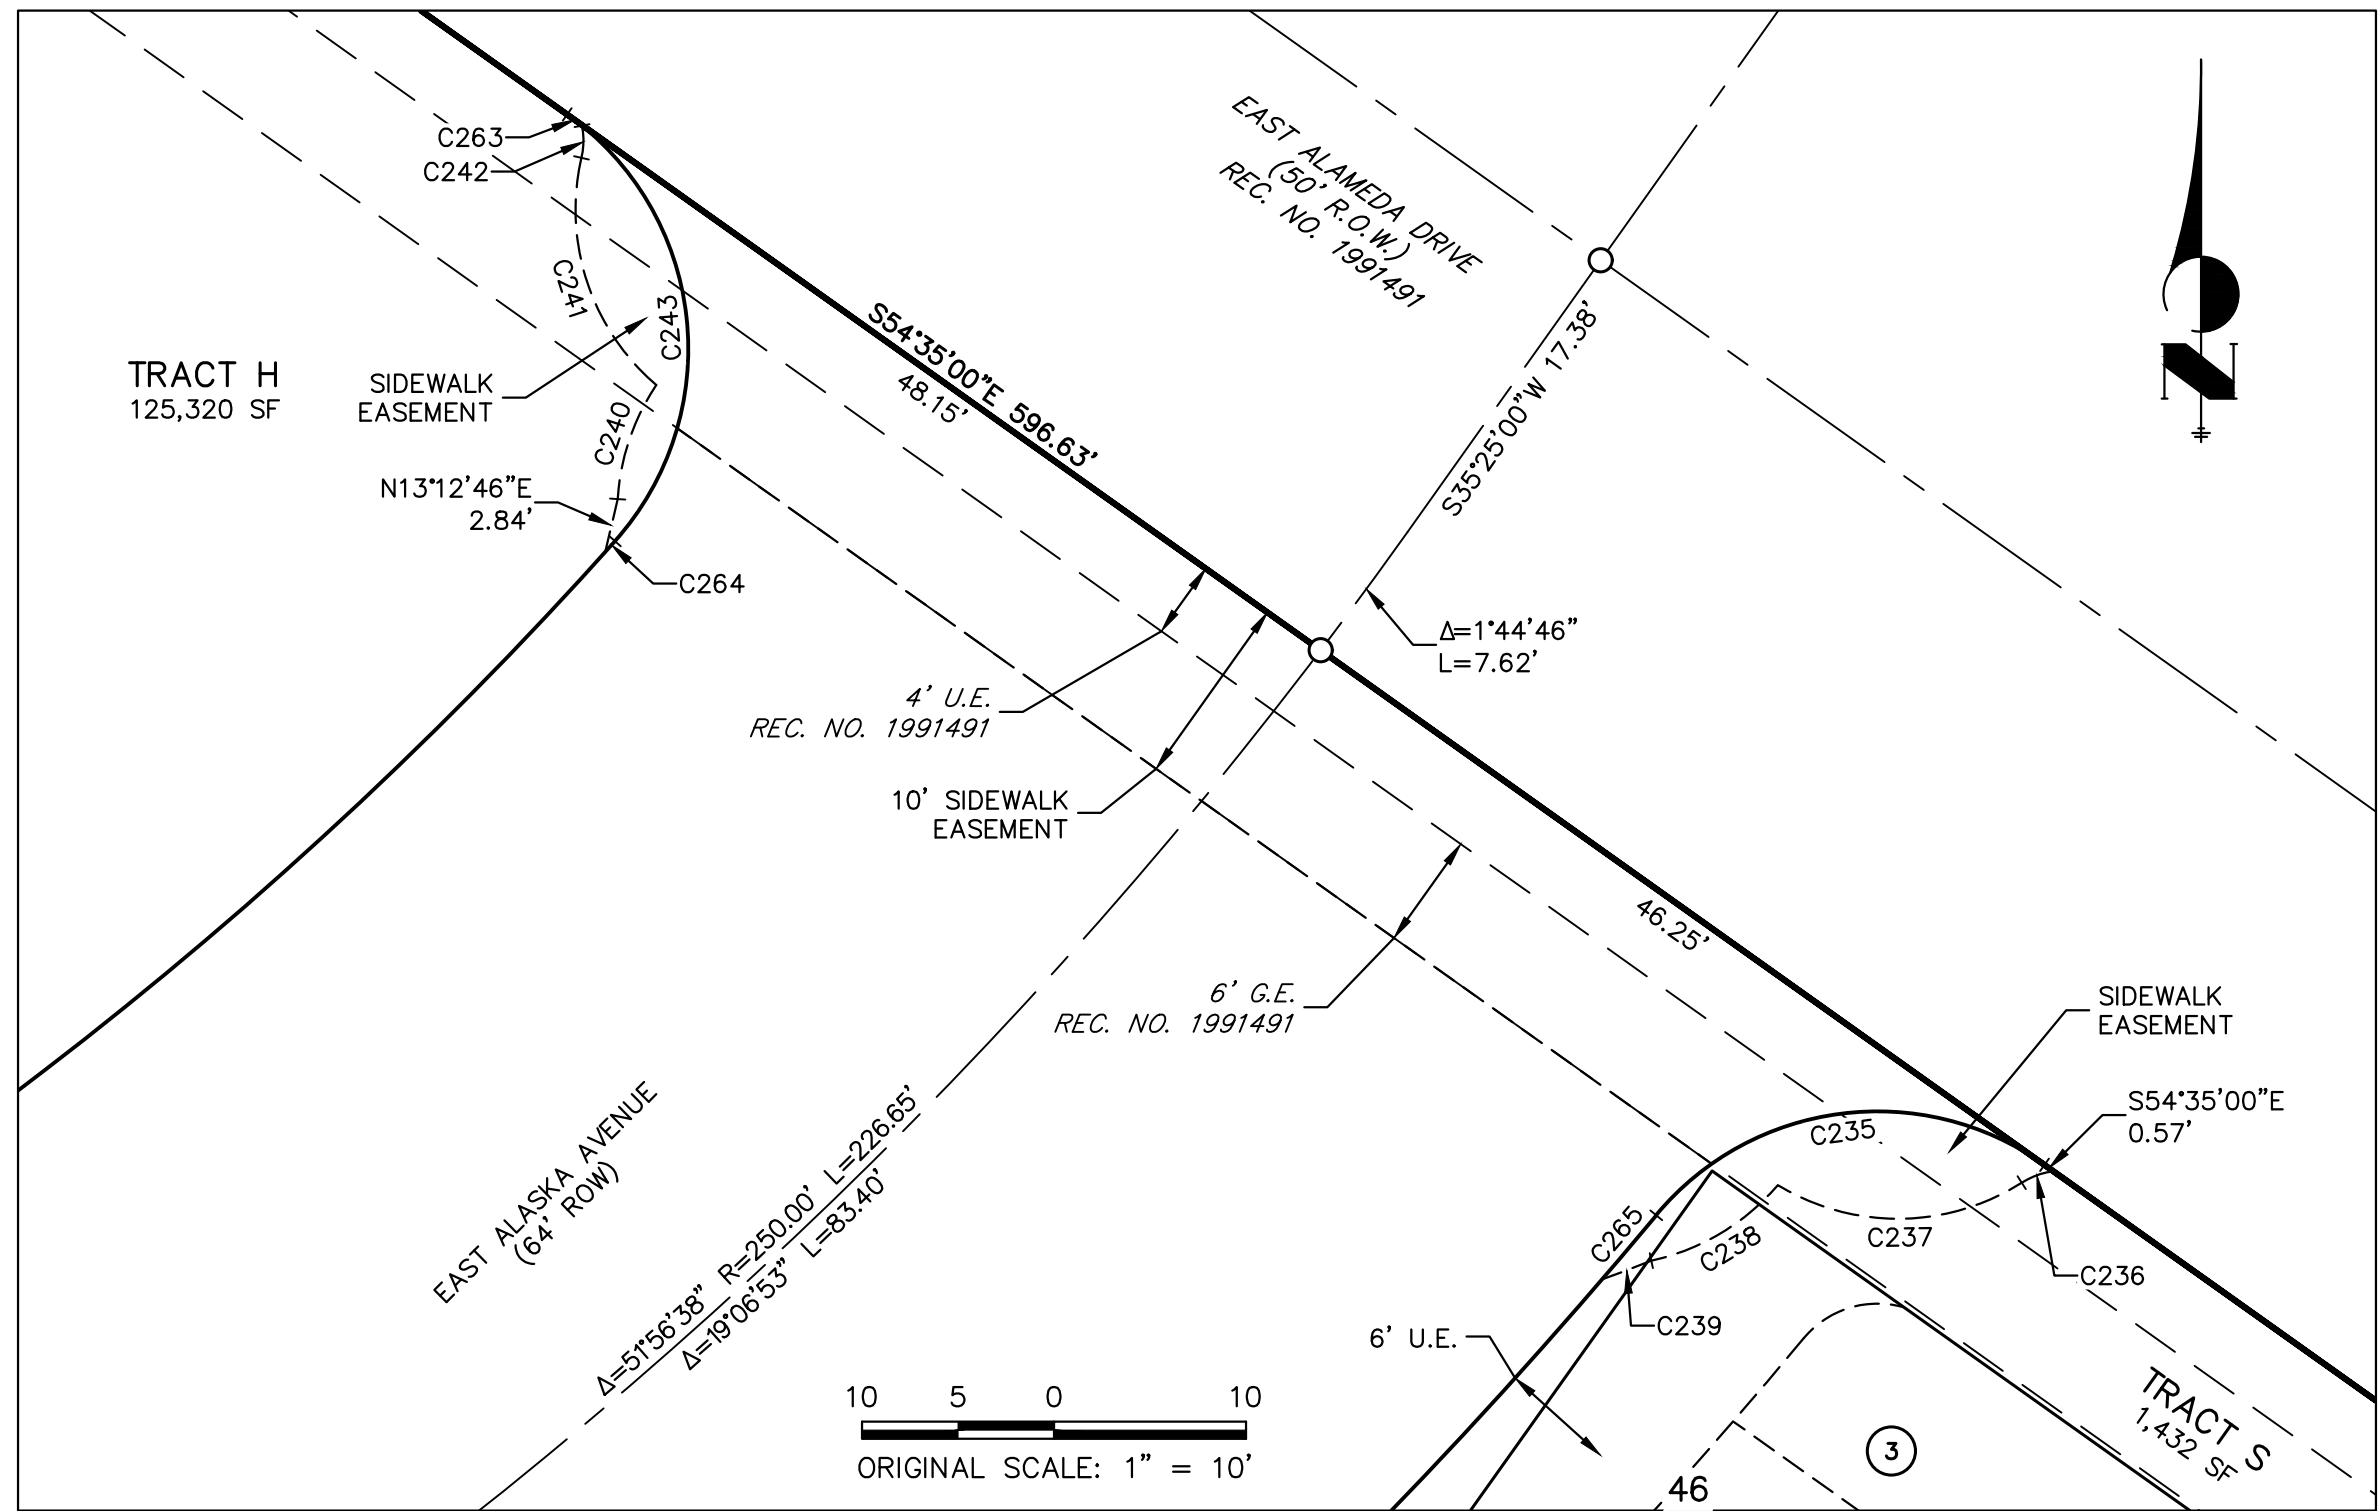 EAST ALAMEDA DRIVE
(50' R.O.W.)
REC. NO. 1991491
C263
C242
C241
C243
TRACT H
125,320 SF
SIDEWALK
EASEMENT
C240
N13°12'46"E
2.84'
C264
S54°35'00"E 596.63'
48.15'
S35°25'00"W 17.38'
Δ=1°44'46"
L=7.62'
4' U.E.
REC. NO. 1991491
10' SIDEWALK
EASEMENT
6' G.E.
REC. NO. 1991491
46.25'
SIDEWALK
EASEMENT
S54°35'00"E
0.57'
C235
C265
C238
C237
C236
C239
6' U.E.
EAST ALASKA AVENUE
(64' ROW)
Δ=51°56'38" R=250.00' L=226.65'
Δ=19°06'53" L=83.40'
10 5 0 10
ORIGINAL SCALE: 1" = 10'
TRACT S
1,432 SF
3
46
N